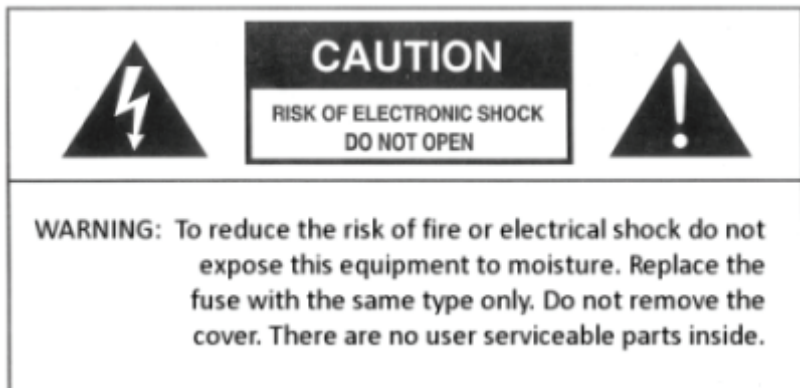 CAUTION
RISK OF ELECTRONIC SHOCK
DO NOT OPEN
WARNING: To reduce the risk of fire or electrical shock do not
expose this equipment to moisture. Replace the
fuse with the same type only. Do not remove the
cover. There are no user serviceable parts inside.